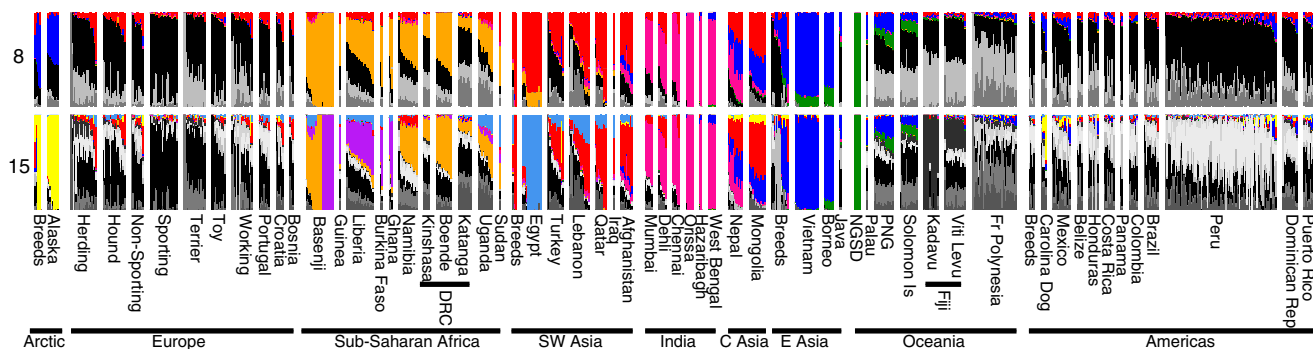 8
15
Breeds
Alaska
Herding
Hound
Non-Sporting
Sporting
Terrier
Toy
Working
Portugal
Croatia
Bosnia
Basenji
Guinea
Liberia
Burkina Faso
Ghana
Namibia
Kinshasa
Boende
Katanga
Uganda
Sudan
Breeds
Egypt
Turkey
Lebanon
Qatar
Iraq
Afghanistan
Mumbai
Delhi
Chennai
Orissa
Hazaribagh
West Bengal
Nepal
Mongolia
Breeds
Vietnam
Borneo
Java
NGSD
Palau
PNG
Solomon Is
Kadavu
Viti Levu
Fr Polynesia
Breeds
Carolina Dog
Mexico
Belize
Honduras
Costa Rica
Panama
Colombia
Brazil
Peru
Dominican Rep
Puerto Rico
DRC
Fiji
Arctic
Europe
Sub-Saharan Africa
SW Asia
India
C Asia
E Asia
Oceania
Americas